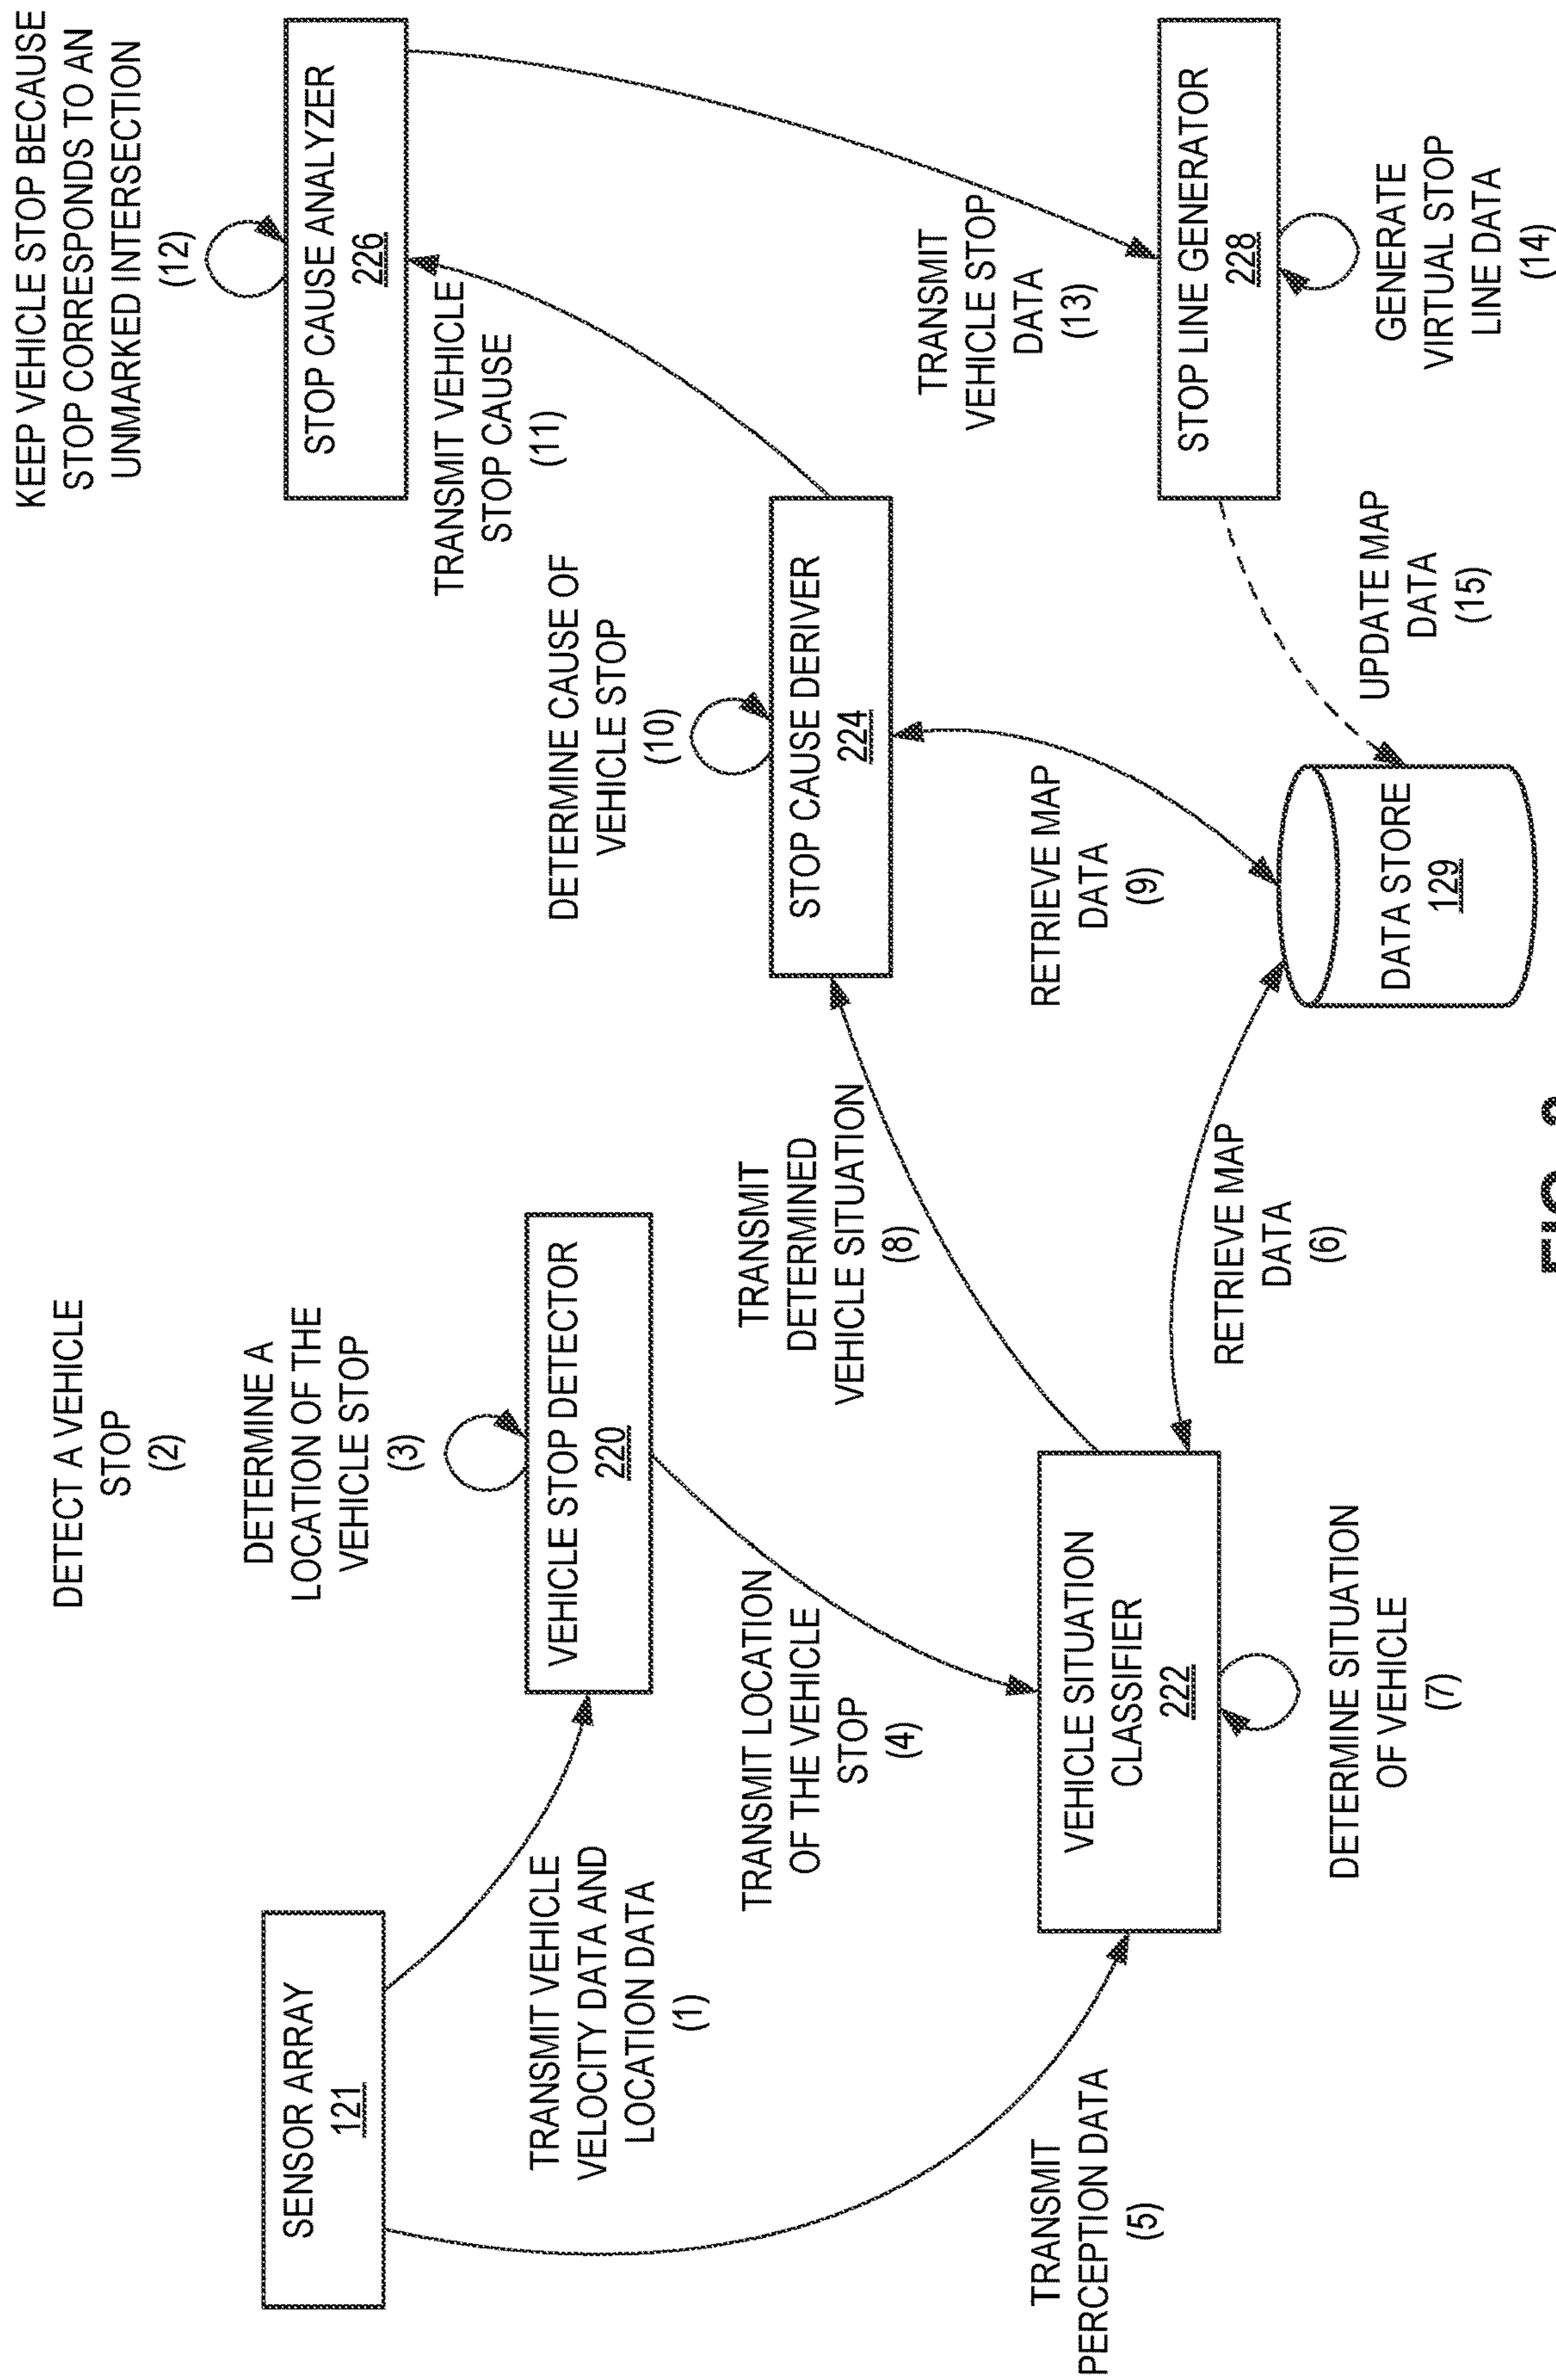 SENSOR ARRAY
121
TRANSMIT VEHICLE
VELOCITY DATA AND
LOCATION DATA
(1)
DETECT A VEHICLE
STOP
(2)
DETERMINE A
LOCATION OF THE
VEHICLE STOP
(3)
VEHICLE STOP DETECTOR
220
TRANSMIT LOCATION
OF THE VEHICLE
STOP
(4)
TRANSMIT
PERCEPTION DATA
(5)
VEHICLE SITUATION
CLASSIFIER
222
RETRIEVE MAP
DATA
(6)
DETERMINE SITUATION
OF VEHICLE
(7)
TRANSMIT
DETERMINED
VEHICLE SITUATION
(8)
RETRIEVE MAP
DATA
(9)
DATA STORE
129
DETERMINE CAUSE OF
VEHICLE STOP
(10)
STOP CAUSE DERIVER
224
TRANSMIT VEHICLE
STOP CAUSE
(11)
KEEP VEHICLE STOP BECAUSE
STOP CORRESPONDS TO AN
UNMARKED INTERSECTION
(12)
STOP CAUSE ANALYZER
226
TRANSMIT
VEHICLE STOP
DATA
(13)
STOP LINE GENERATOR
228
GENERATE
VIRTUAL STOP
LINE DATA
(14)
UPDATE MAP
DATA
(15)